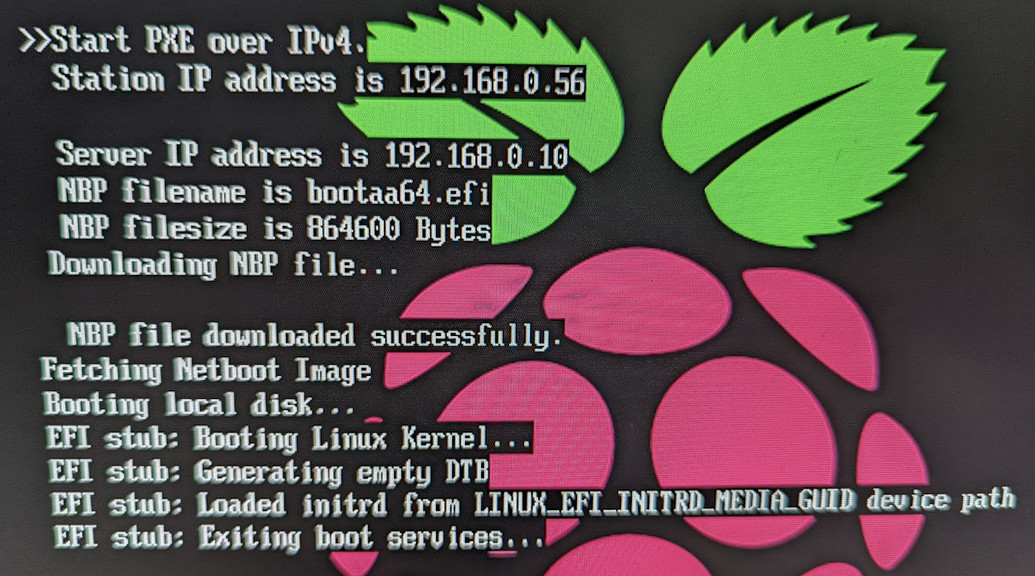 >>Start PXE over IPv4.
Station IP address is 192.168.0.56
Server IP address is 192.168.0.10
NBP filename is bootaa64.efi
NBP filesize is 864600 Bytes
Downloading NBP file...
NBP file downloaded successfully.
Fetching Netboot Image
Booting local disk...
EFI stub: Booting Linux Kernel...
EFI stub: Generating empty DTB
EFI stub: Loaded initrd from LINUX_EFI_INITRD_MEDIA_GUID device path
EFI stub: Exiting boot services...